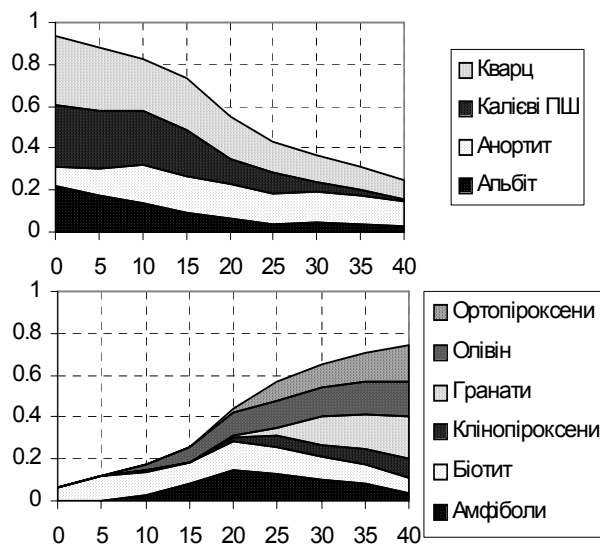 1
0.8
0.6
0.4
0.2
0
0 5 10 15 20 25 30 35 40
Кварц
Калієві ПШ
Анортит
Альбіт
1
0.8
0.6
0.4
0.2
0
0 5 10 15 20 25 30 35 40
Ортопіроксени
Олівін
Гранати
Клінопіроксени
Біотит
Амфіболи